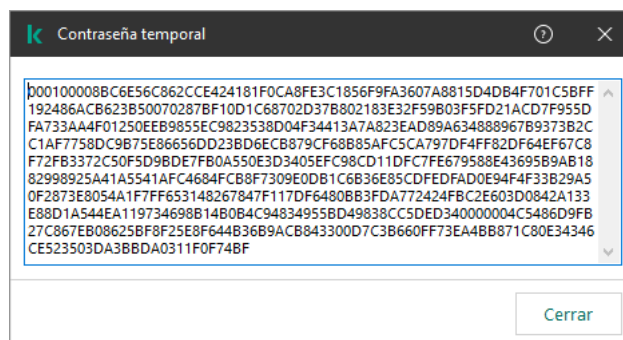 Contraseña temporal
000100008BC6E56C862CCE424181F0CA8FE3C1856F9FA3607A8815D4DB4F701C5BFF
192486ACB623B50070287BF10D1C68702D37B802183E32F59B03F5FD21ACD7F955D
FA733AA4F01250EEB9855EC9823538D04F34413A7A823EAD89A634888967B9373B2C
C1AF7758DC9B75E86656DD23BD6ECB879CF68B85AFC5CA797DF4FF82DF64EF67C8
F72FB3372C50F5D9BDE7FB0A550E3D3405EFC98CD11DFC7FE679588E43695B9AB18
82998925A41A5541AFC4684FCB8F7309E0DB1C6B36E85CDFEDFAD0E94F4F33B29A5
0F2873E8054A1F7FF653148267847F117DF6480BB3FDA772424FBC2E603D0842A133
E88D1A544EA119734698B14B0B4C94834955BD49838CC5DED340000004C5486D9FB
27C867EB08625BF8F25E8F644B36B9ACB843300D7C3B660FF73EA4BB871C80E34346
CE523503DA3BBDA0311F0F74BF
Cerrar